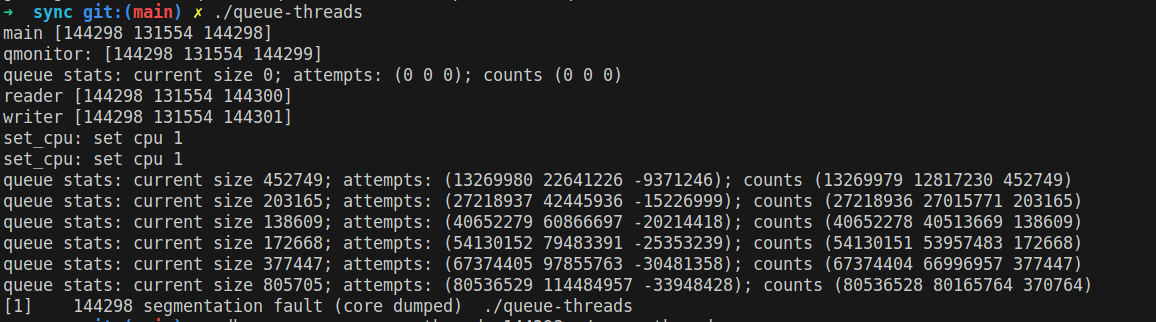 → sync git:(main) ✗ ./queue-threads
main [144298 131554 144298]
qmonitor: [144298 131554 144299]
queue stats: current size 0; attempts: (0 0 0); counts (0 0 0)
reader [144298 131554 144300]
writer [144298 131554 144301]
set_cpu: set cpu 1
set_cpu: set cpu 1
queue stats: current size 452749; attempts: (13269980 22641226 -9371246); counts (13269979 12817230 452749)
queue stats: current size 203165; attempts: (27218937 42445936 -15226999); counts (27218936 27015771 203165)
queue stats: current size 138609; attempts: (40652279 60866697 -20214418); counts (40652278 40513669 138609)
queue stats: current size 172668; attempts: (54130152 79483391 -25353239); counts (54130151 53957483 172668)
queue stats: current size 377447; attempts: (67374405 97855763 -30481358); counts (67374404 66996957 377447)
queue stats: current size 805705; attempts: (80536529 114484957 -33948428); counts (80536528 80165764 370764)
[1]    144298 segmentation fault (core dumped)  ./queue-threads